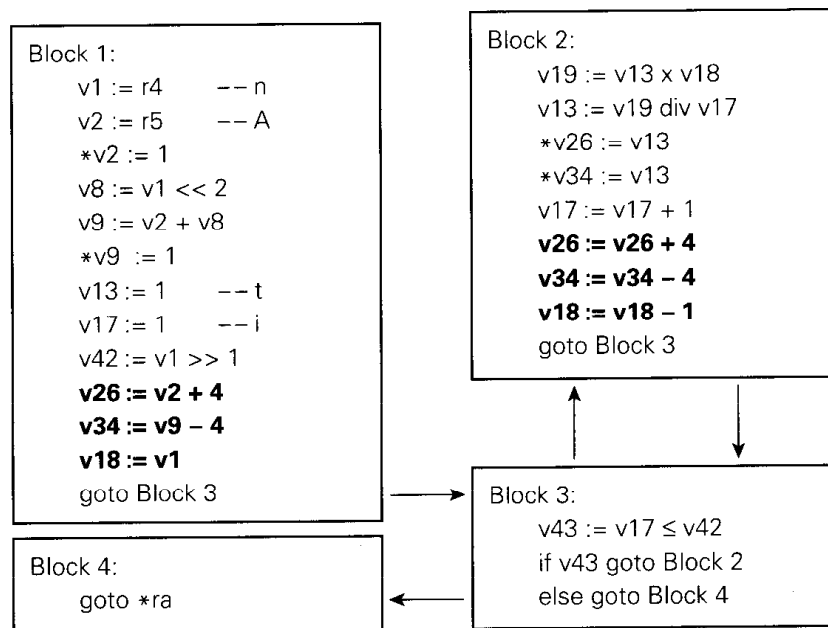 Block 1:
v1 := r4 -- n
v2 := r5 -- A
*v2 := 1
v8 := v1 << 2
v9 := v2 + v8
*v9 := 1
v13 := 1 -- t
v17 := 1 -- i
v42 := v1 >> 1
v26 := v2 + 4
v34 := v9 – 4
v18 := v1
goto Block 3
Block 2:
v19 := v13 x v18
v13 := v19 div v17
*v26 := v13
*v34 := v13
v17 := v17 + 1
v26 := v26 + 4
v34 := v34 – 4
v18 := v18 – 1
goto Block 3
Block 3:
v43 := v17 ≤ v42
if v43 goto Block 2
else goto Block 4
Block 4:
goto *ra